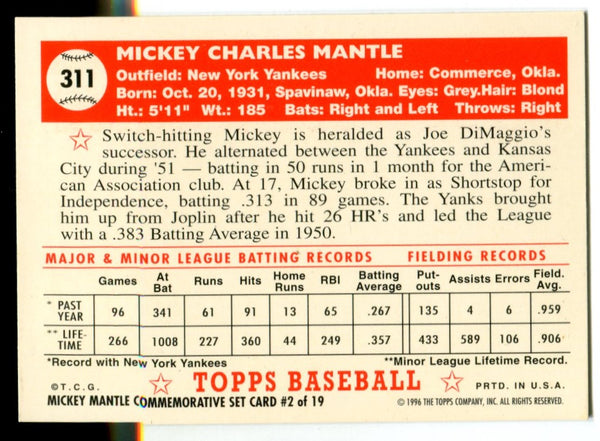 311
MICKEY CHARLES MANTLE
Outfield: New York Yankees Home: Commerce, Okla.
Born: Oct. 20, 1931, Spavinaw, Okla. Eyes: Grey. Hair: Blond
Ht.: 5'11" Wt.: 185 Bats: Right and Left Throws: Right
Switch-hitting Mickey is heralded as Joe DiMaggio's
successor. He alternated between the Yankees and Kansas
City during '51 — batting in 50 runs in 1 month for the Ameri-
can Association club. At 17, Mickey broke in as Shortstop for
Independence, batting .313 in 89 games. The Yanks brought
him up from Joplin after he hit 26 HR's and led the League
with a .383 Batting Average in 1950.
MAJOR & MINOR LEAGUE BATTING RECORDS FIELDING RECORDS
Games At Bat Runs Hits Home Runs RBI Batting Average Put-outs Assists Errors Field. Avg.
* PAST YEAR 96 341 61 91 13 65 .267 135 4 6 .959
** LIFE-TIME 266 1008 227 360 44 249 .357 433 589 106 .906
*Record with New York Yankees **Minor League Lifetime Record.
©T.C.G. TOPPS BASEBALL PRTD. IN U.S.A.
MICKEY MANTLE COMMEMORATIVE SET CARD #2 of 19 © 1996 THE TOPPS COMPANY, INC. ALL RIGHTS RESERVED.